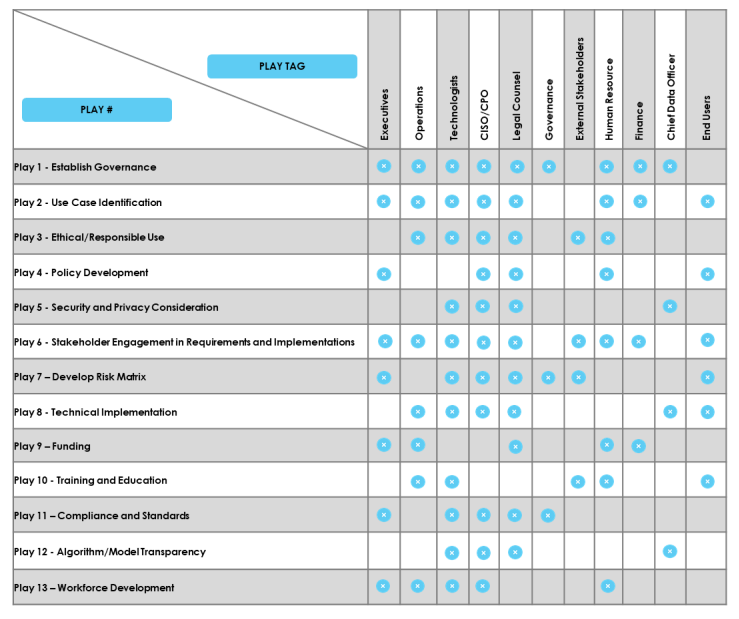 PLAY TAG
PLAY #
Executives
Operations
Technologists
CISO/CPO
Legal Counsel
Governance
External Stakeholders
Human Resource
Finance
Chief Data Officer
End Users
Play 1 - Establish Governance
× × × × × × × × ×
Play 2 - Use Case Identification
× × × × × × × ×
Play 3 - Ethical/Responsible Use
× × × × × ×
Play 4 - Policy Development
× × × × ×
Play 5 - Security and Privacy Consideration
× × × ×
Play 6 - Stakeholder Engagement in Requirements and Implementations
× × × × × × × × ×
Play 7 – Develop Risk Matrix
× × × × × × ×
Play 8 - Technical Implementation
× × × × × ×
Play 9 – Funding
× × × × ×
Play 10 - Training and Education
× × × × ×
Play 11 – Compliance and Standards
× × × × ×
Play 12 - Algorithm/Model Transparency
× × × ×
Play 13 – Workforce Development
× × × × ×